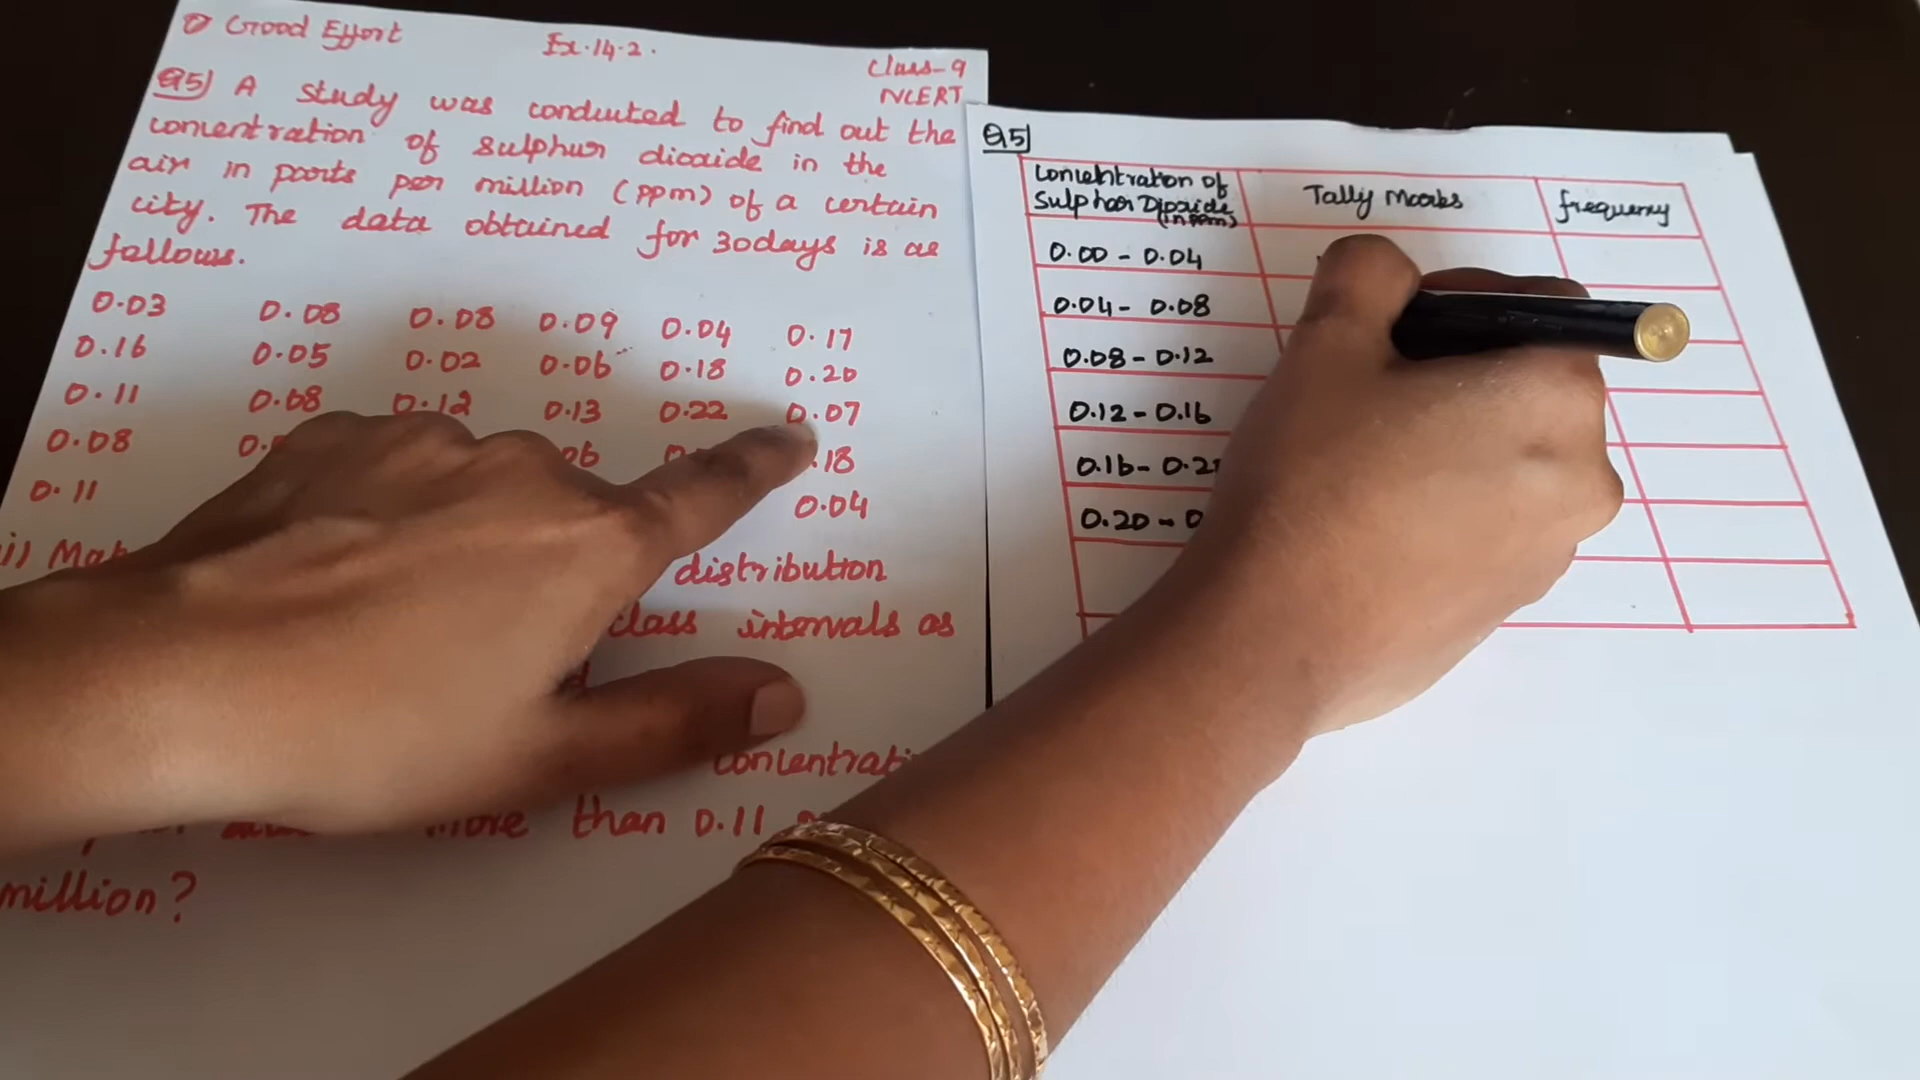 Good Effort Ex.14.2. Class-9
NCERT
Q5) A study was conducted to find out the
concentration of sulphur dioxide in the
air in parts per million (ppm) of a certain
city. The data obtained for 30days is as
follows.
0.03 0.08 0.08 0.09 0.04 0.17
0.16 0.05 0.02 0.06 0.18 0.20
0.11 0.08 0.12 0.13 0.22 0.07
0.08 .18
0.11 0.04
distribution
class intervals as
more than 0.11
million?
Q5)
Concentration of
Sulphur Dioxide
(in ppm)
Tally Marks
frequency
0.00 - 0.04
0.04 - 0.08
0.08 - 0.12
0.12 - 0.16
0.16 -
0.20 -